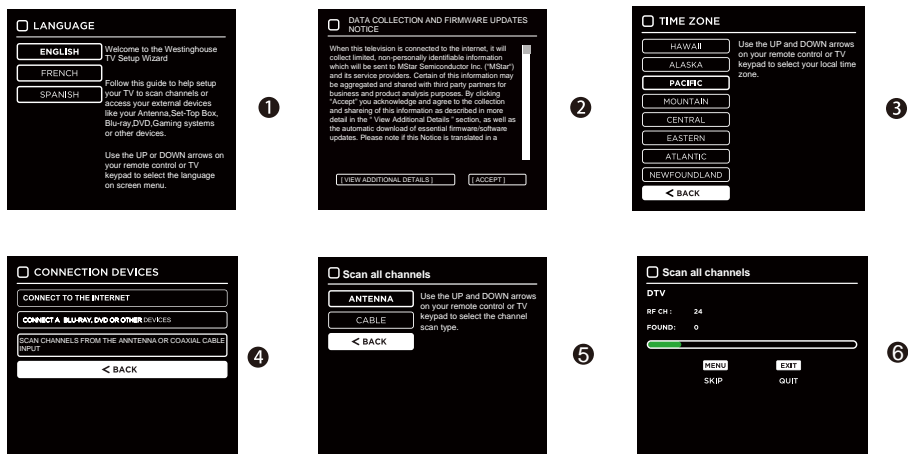 LANGUAGE
ENGLISH
FRENCH
SPANISH
Welcome to the Westinghouse
TV Setup Wizard
Follow this guide to help setup
your TV to scan channels or
access your external devices
like your Antenna,Set-Top Box,
Blu-ray,DVD,Gaming systems
or other devices.
Use the UP or DOWN arrows on
your remote control or TV
keypad to select the language
on screen menu.
1
DATA COLLECTION AND FIRMWARE UPDATES
NOTICE
When this television is connected to the internet, it will
collect limited, non-personally identifiable information
which will be sent to MStar Semiconductor Inc. ("MStar")
and its service providers. Certain of this information may
be aggregated and shared with third party partners for
business and product analysis purposes. By clicking
"Accept" you acknowledge and agree to the collection
and shareing of this information as described in more
detail in the " View Additional Details " section, as well as
the automatic download of essential firmware/software
updates. Please note if this Notice is translated in a
[ VIEW ADDITIONAL DETAILS ]
[ ACCEPT ]
2
TIME ZONE
HAWAII
ALASKA
PACIFIC
MOUNTAIN
CENTRAL
EASTERN
ATLANTIC
NEWFOUNDLAND
< BACK
Use the UP and DOWN arrows
on your remote control or TV
keypad to select your local time
zone.
3
CONNECTION DEVICES
CONNECT TO THE INTERNET
CONNECT A BLU-RAY, DVD OR OTHER DEVICES
SCAN CHANNELS FROM THE ANNTENNA OR COAXIAL CABLE
INPUT
< BACK
4
Scan all channels
ANTENNA
CABLE
< BACK
Use the UP and DOWN arrows
on your remote control or TV
keypad to select the channel
scan type.
5
Scan all channels
DTV
RF CH : 24
FOUND: 0
MENU EXIT
SKIP QUIT
6